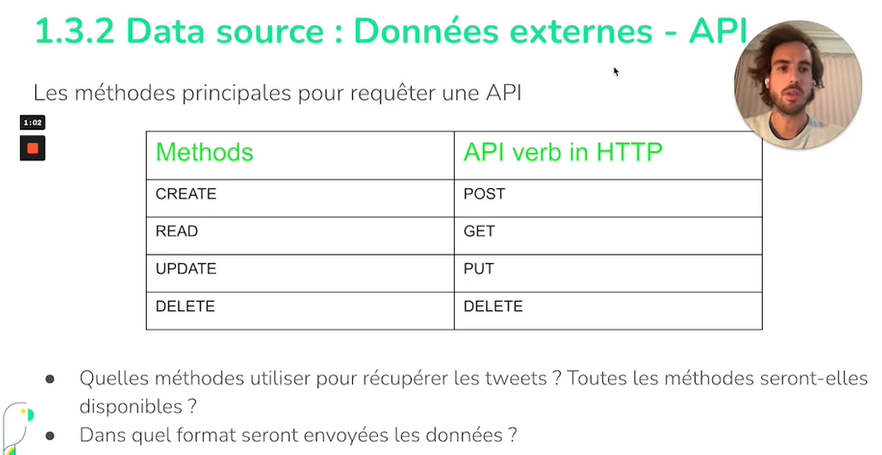 1.3.2 Data source : Données externes - API
Les méthodes principales pour requêter une API
1:02
Methods API verb in HTTP
CREATE POST
READ GET
UPDATE PUT
DELETE DELETE
● Quelles méthodes utiliser pour récupérer les tweets ? Toutes les méthodes seront-elles
disponibles ?
● Dans quel format seront envoyées les données ?